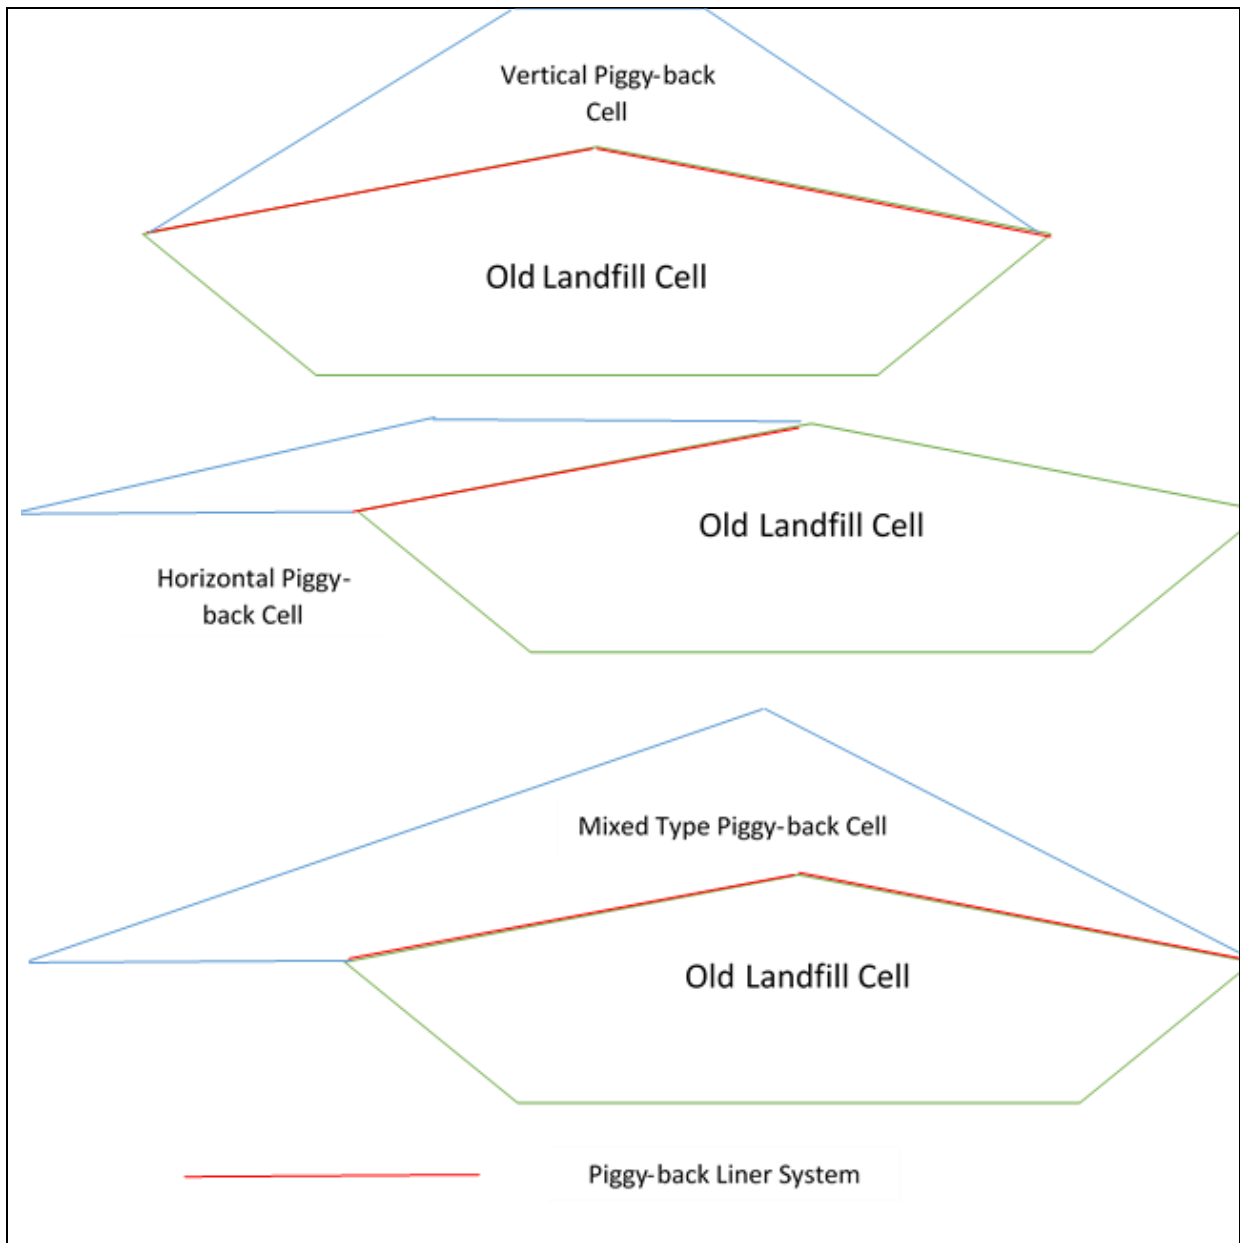 Vertical Piggy-back
Cell
Old Landfill Cell
Old Landfill Cell
Horizontal Piggy-
back Cell
Mixed Type Piggy-back Cell
Old Landfill Cell
Piggy-back Liner System